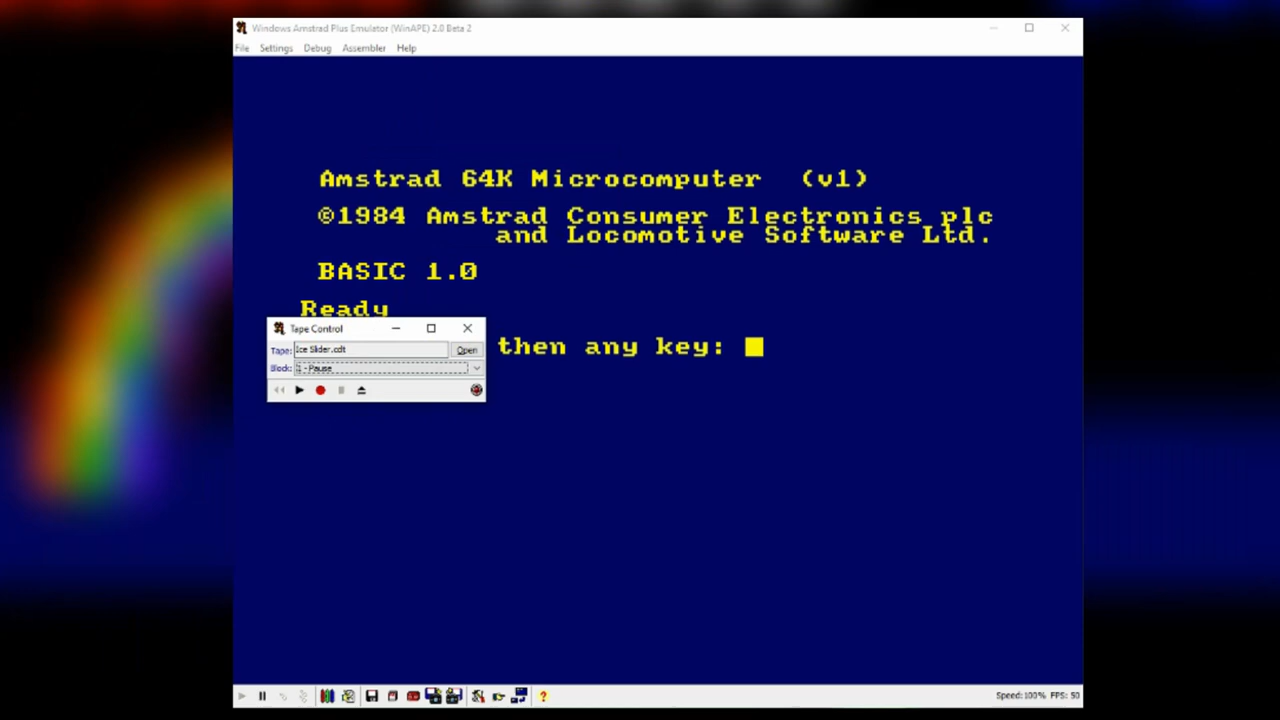 Windows Amstrad Plus Emulator (WinAPE) 2.0 Beta 2
File Settings Debug Assembler Help
Amstrad 64K Microcomputer (v1)
©1984 Amstrad Consumer Electronics plc
and Locomotive Software Ltd.
BASIC 1.0
Ready
Tape Control
then any key:
Tape: Ice Slider.cdt Open
Block: 1 - Pause
Speed:100% FPS: 50